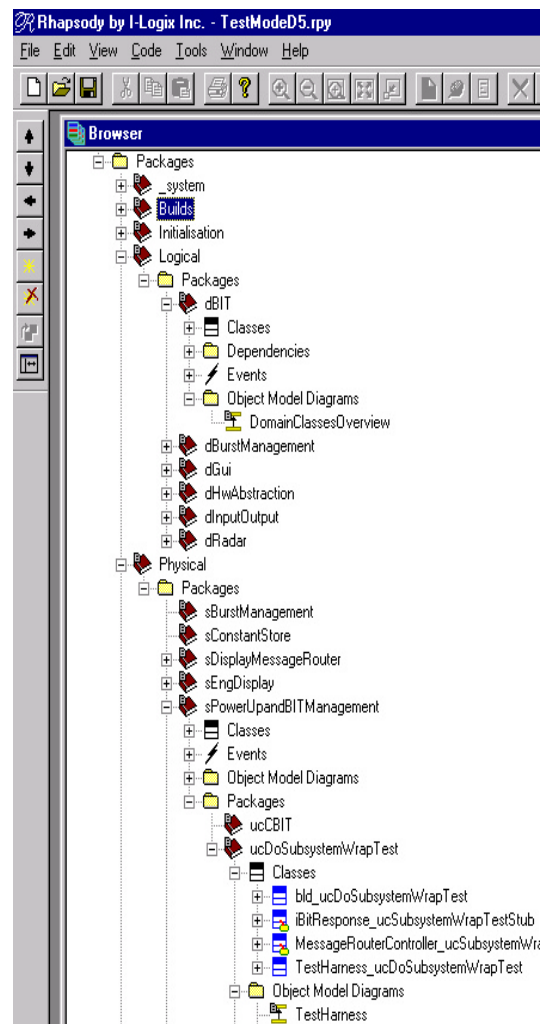 Rhapsody by I-Logix Inc. - TestModeD5.rpy
File Edit View Code Tools Window Help
Browser
Packages
_system
Builds
Initialisation
Logical
Packages
dBIT
Classes
Dependencies
Events
Object Model Diagrams
DomainClassesOverview
dBurstManagement
dGui
dHwAbstraction
dInputOutput
dRadar
Physical
Packages
sBurstManagement
sConstantStore
sDisplayMessageRouter
sEngDisplay
sPowerUpandBITManagement
Classes
Events
Object Model Diagrams
Packages
ucCBIT
ucDoSubsystemWrapTest
Classes
bld_ucDoSubsystemWrapTest
iBitResponse_ucSubsystemWrapTestStub
MessageRouterController_ucSubsystemWra
TestHarness_ucDoSubsystemWrapTest
Object Model Diagrams
TestHarness